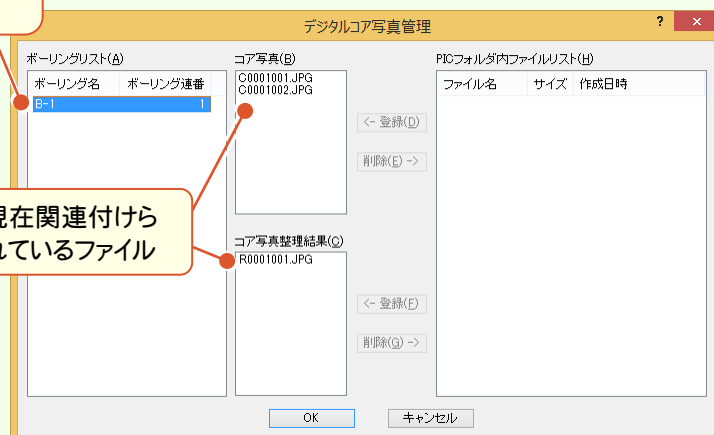 デジタルコア写真管理
?
×
ボーリングリスト(A)
ボーリング名 ボーリング連番
B-1 1
コア写真(B)
C0001001.JPG
C0001002.JPG
<- 登録(D)
削除(E) ->
現在関連付けら
れているファイル
コア写真整理結果(C)
R0001001.JPG
<- 登録(F)
削除(G) ->
PICフォルダ内ファイルリスト(H)
ファイル名 サイズ 作成日時
OK
キャンセル